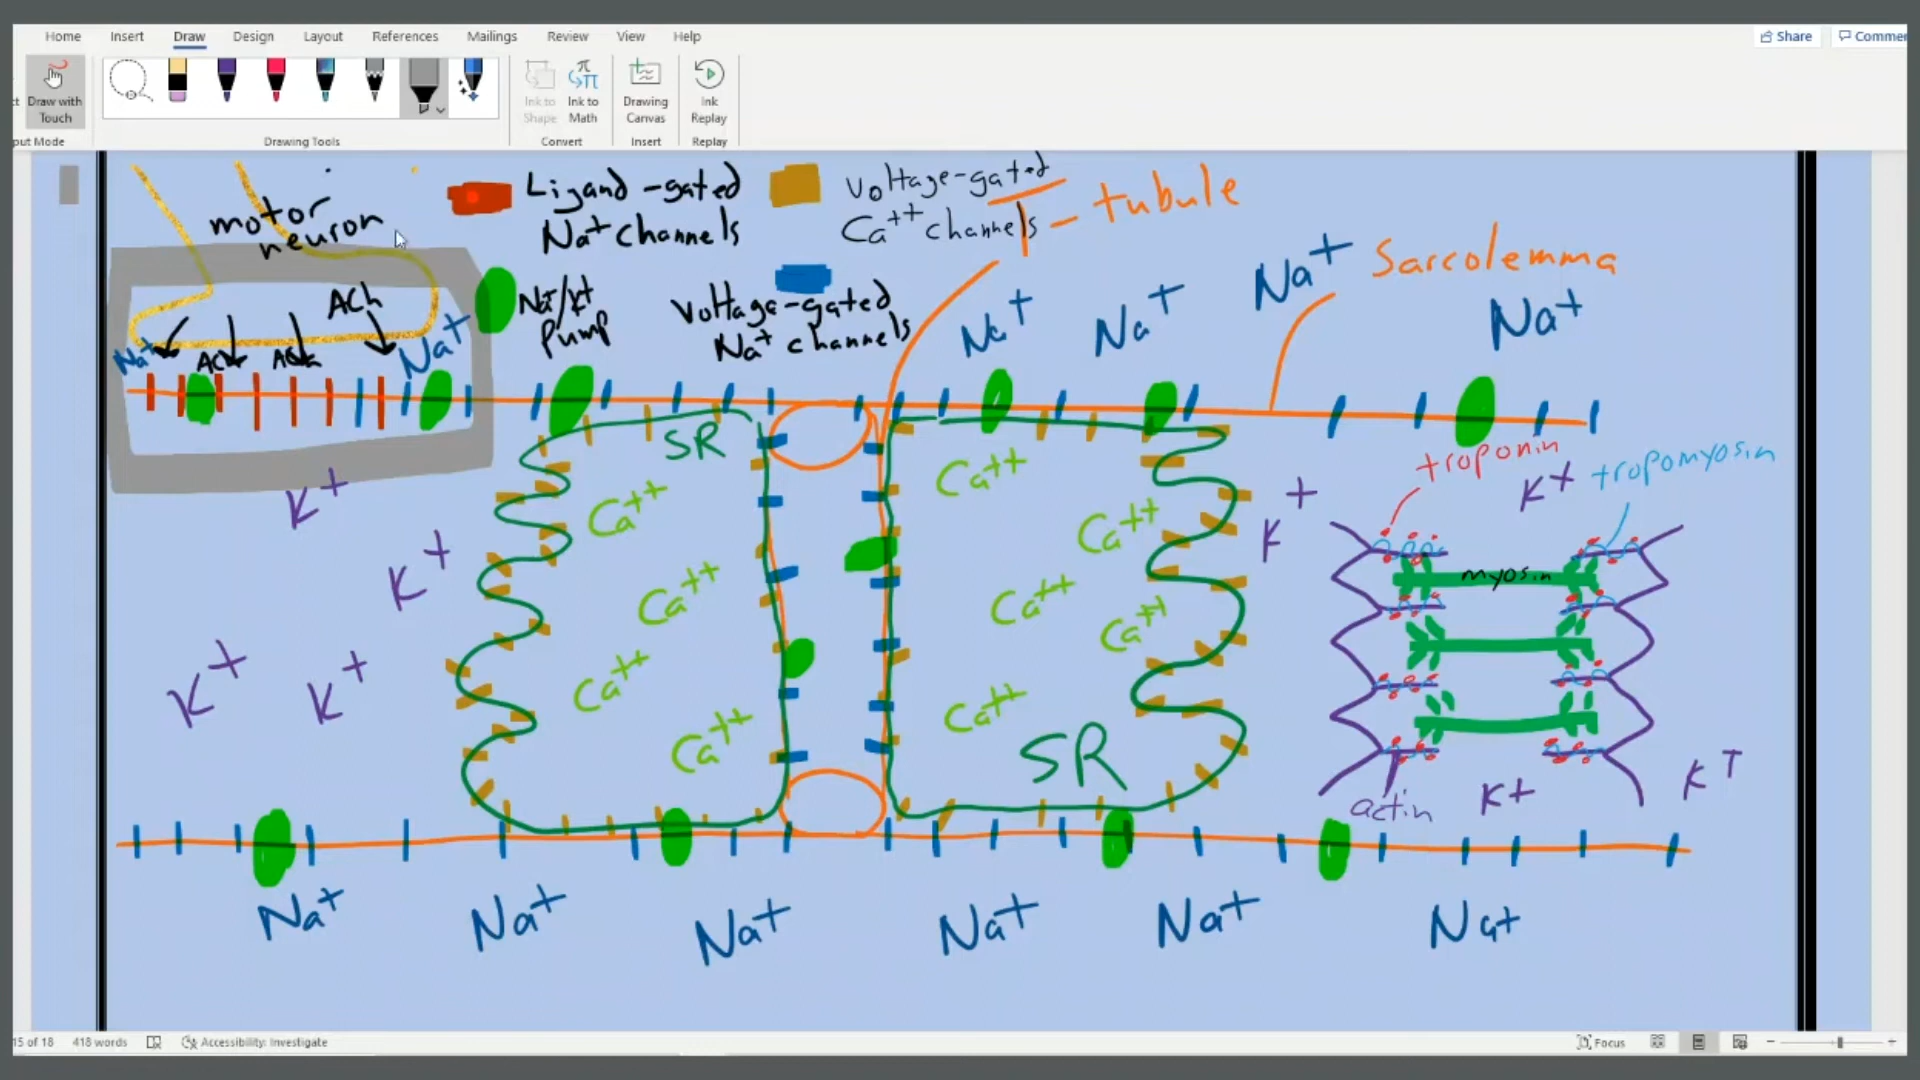 Home Insert Draw Design Layout References Mailings Review View Help
Share
Draw with
Touch
Ink to
Shape
Ink to
Math
Drawing
Canvas
Ink
Replay
Drawing Tools
Convert
Insert
Replay
motor
neuron
Ligand-gated
Na+ channels
Voltage-gated
Ca++ channels
T-tubule
Na/K+
Pump
Voltage-gated
Na+ channels
Sarcolemma
ACh
Na+
ACh
ACh
Na+
Na+
Na+
Na+
Na+
SR
Ca++
Ca++
Ca++
Ca++
K+
K+
K+
K+
Ca++
Ca++
Ca++
Ca++
Ca++
SR
K+
troponin
K+
tropomyosin
myosin
actin
K+
K+
Na+
Na+
Na+
Na+
Na+
Na+
15 of 18
418 words
Accessibility: Investigate
Focus